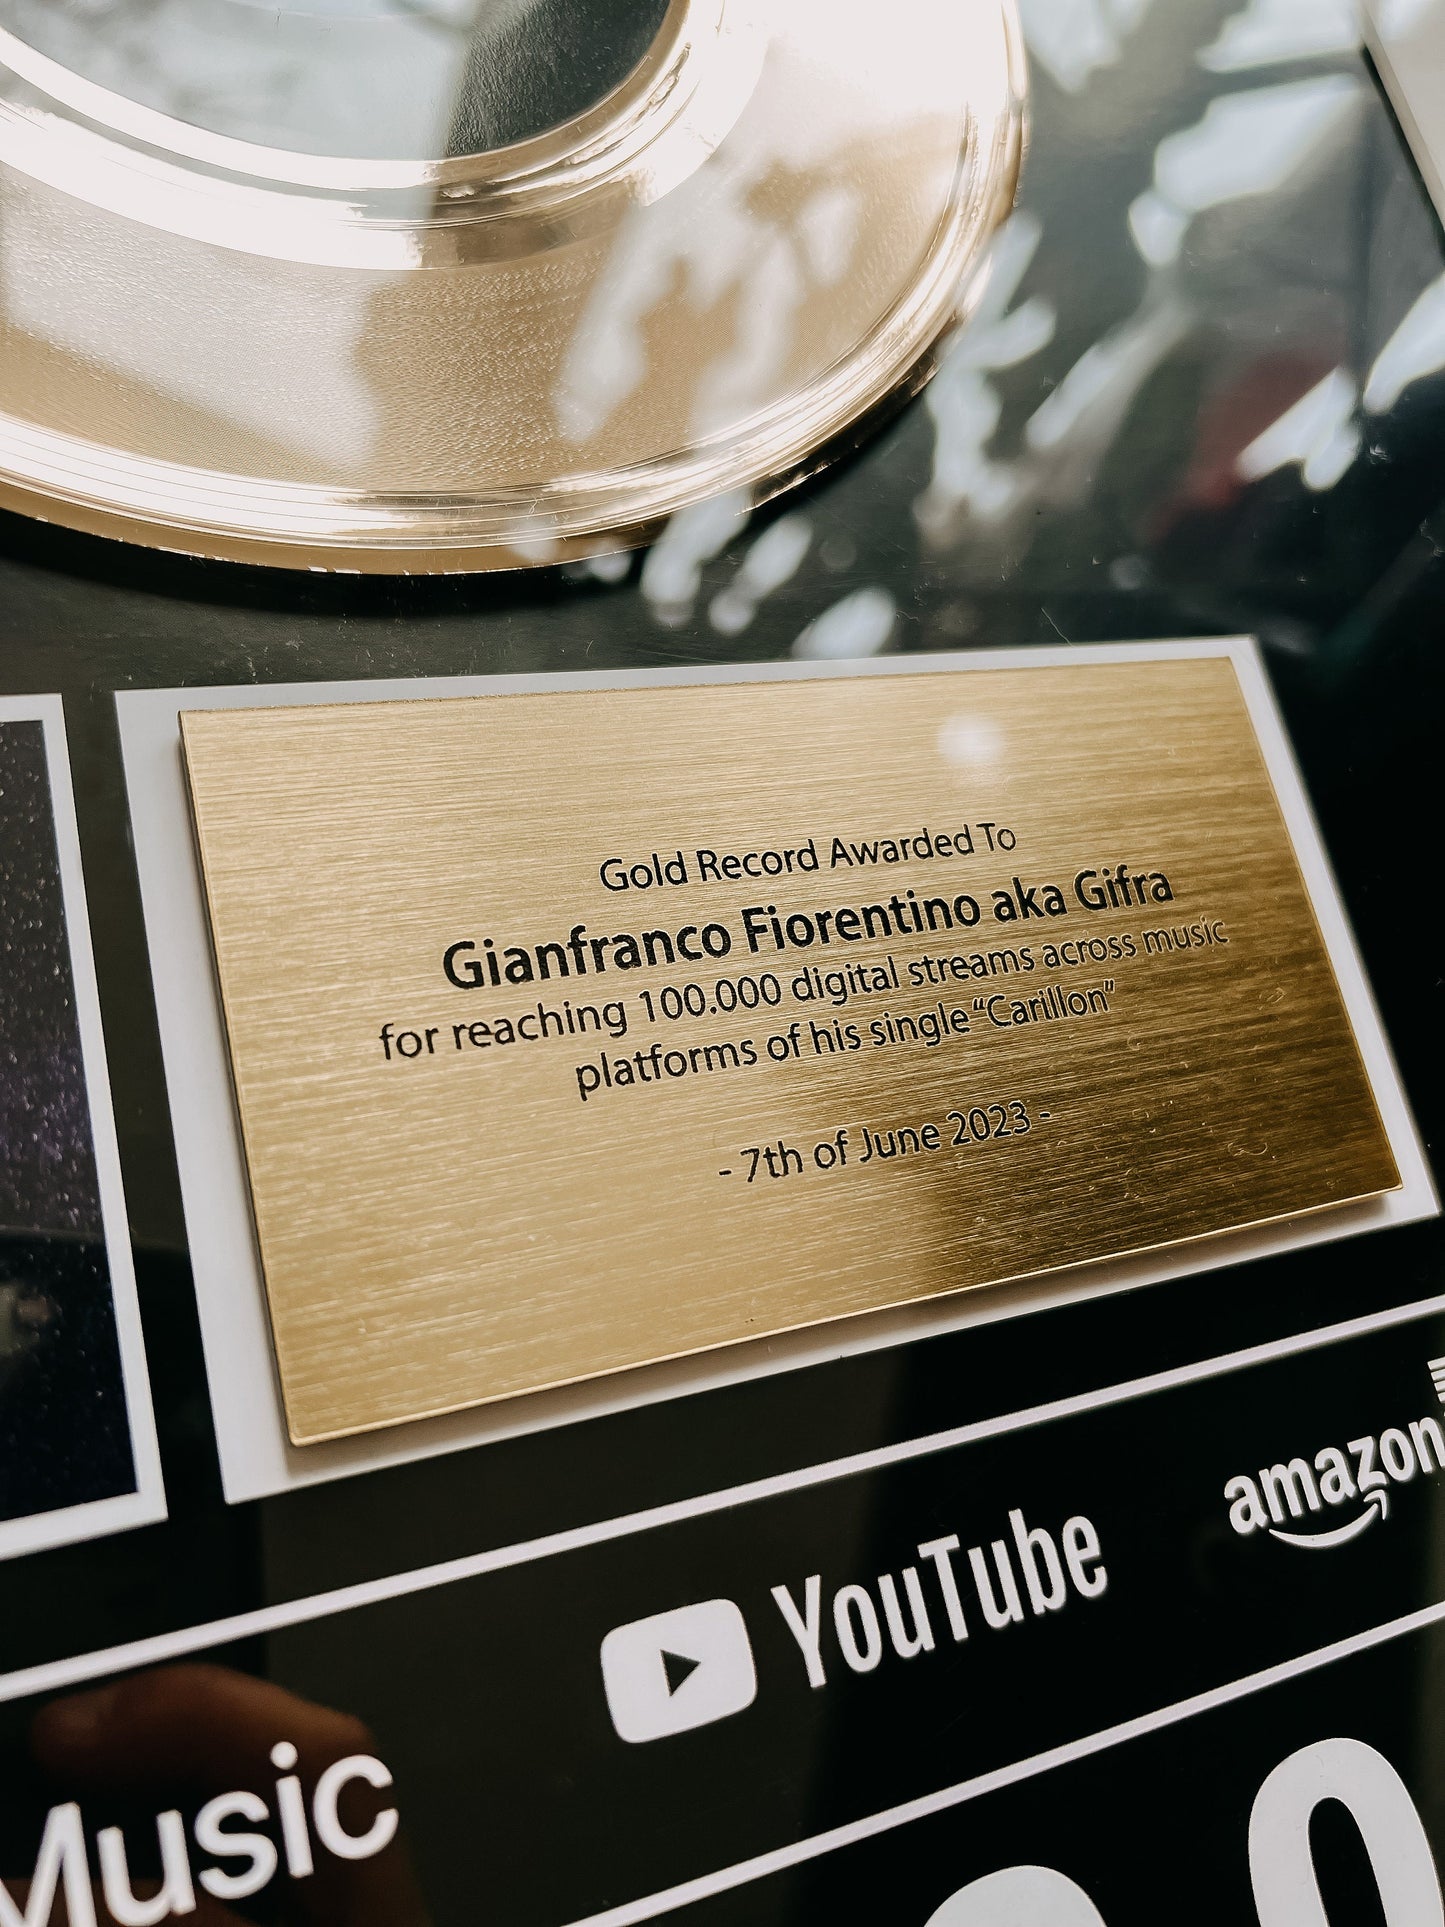 Gold Record Awarded To
Gianfranco Fiorentino aka Gifra
for reaching 100.000 digital streams across music
platforms of his single “Carillon”
- 7th of June 2023 -
Music
YouTube
amazon